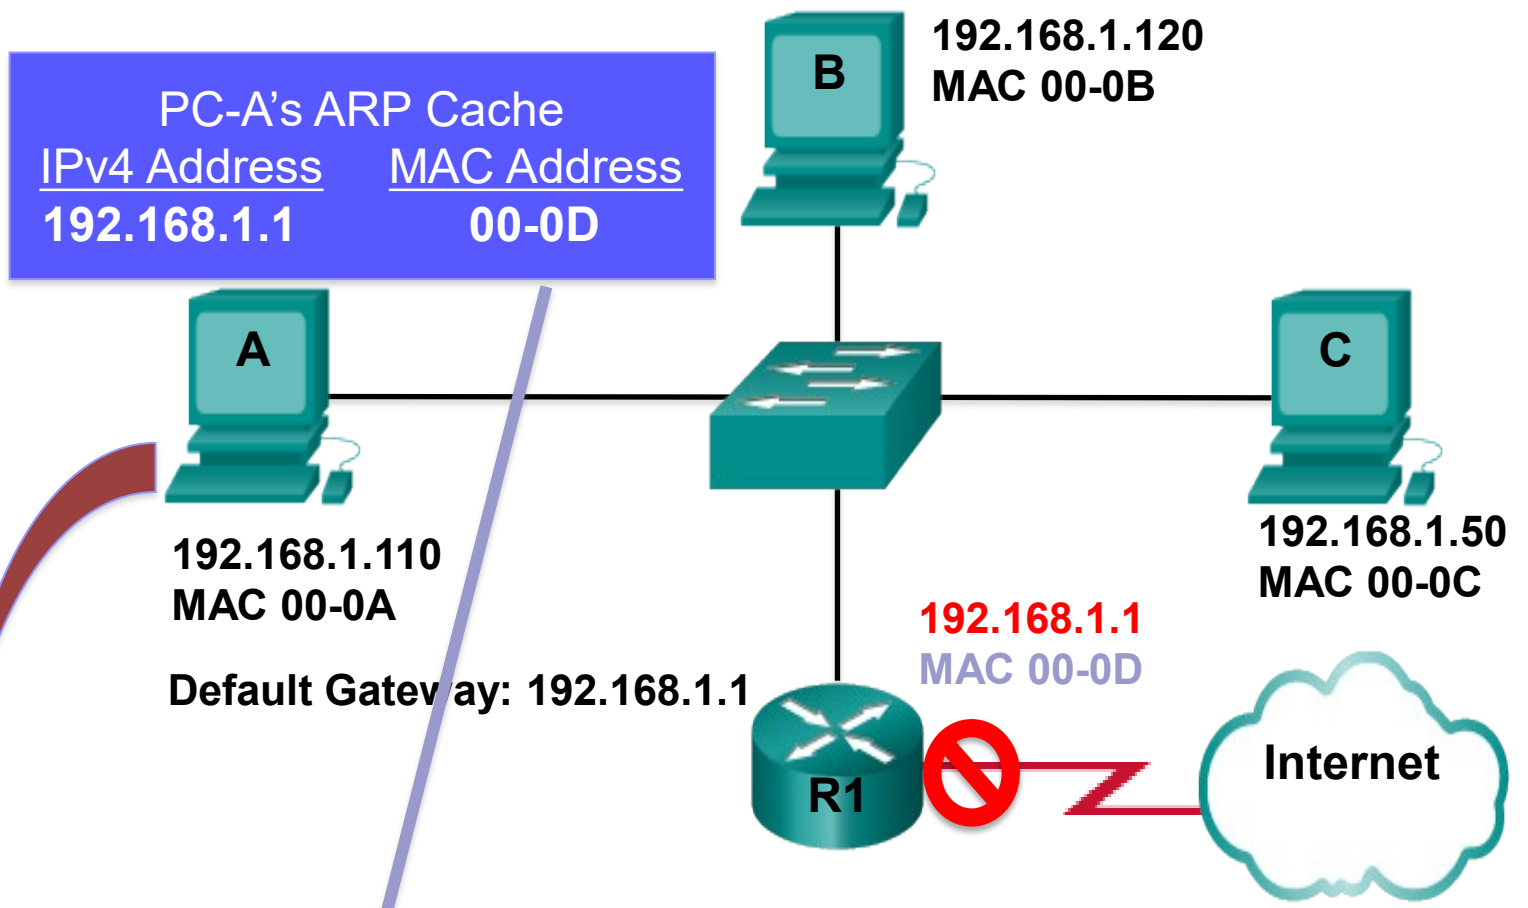 192.168.1.120
MAC 00-0B
B
PC-A’s ARP Cache
IPv4 Address MAC Address
192.168.1.1 00-0D
A
C
192.168.1.110
MAC 00-0A
192.168.1.50
MAC 00-0C
192.168.1.1
MAC 00-0D
Default Gateway: 192.168.1.1
R1
Internet